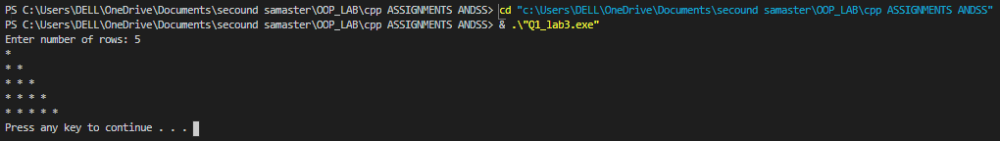 PS C:\Users\DELL\OneDrive\Documents\secound samaster\OOP_LAB\cpp ASSIGNMENTS ANDSS> cd "c:\Users\DELL\OneDrive\Documents\secound samaster\OOP_LAB\cpp ASSIGNMENTS ANDSS"
PS C:\Users\DELL\OneDrive\Documents\secound samaster\OOP_LAB\cpp ASSIGNMENTS ANDSS> & .\"Q1_lab3.exe"
Enter number of rows: 5
*
* *
* * *
* * * *
* * * * *
Press any key to continue . . .